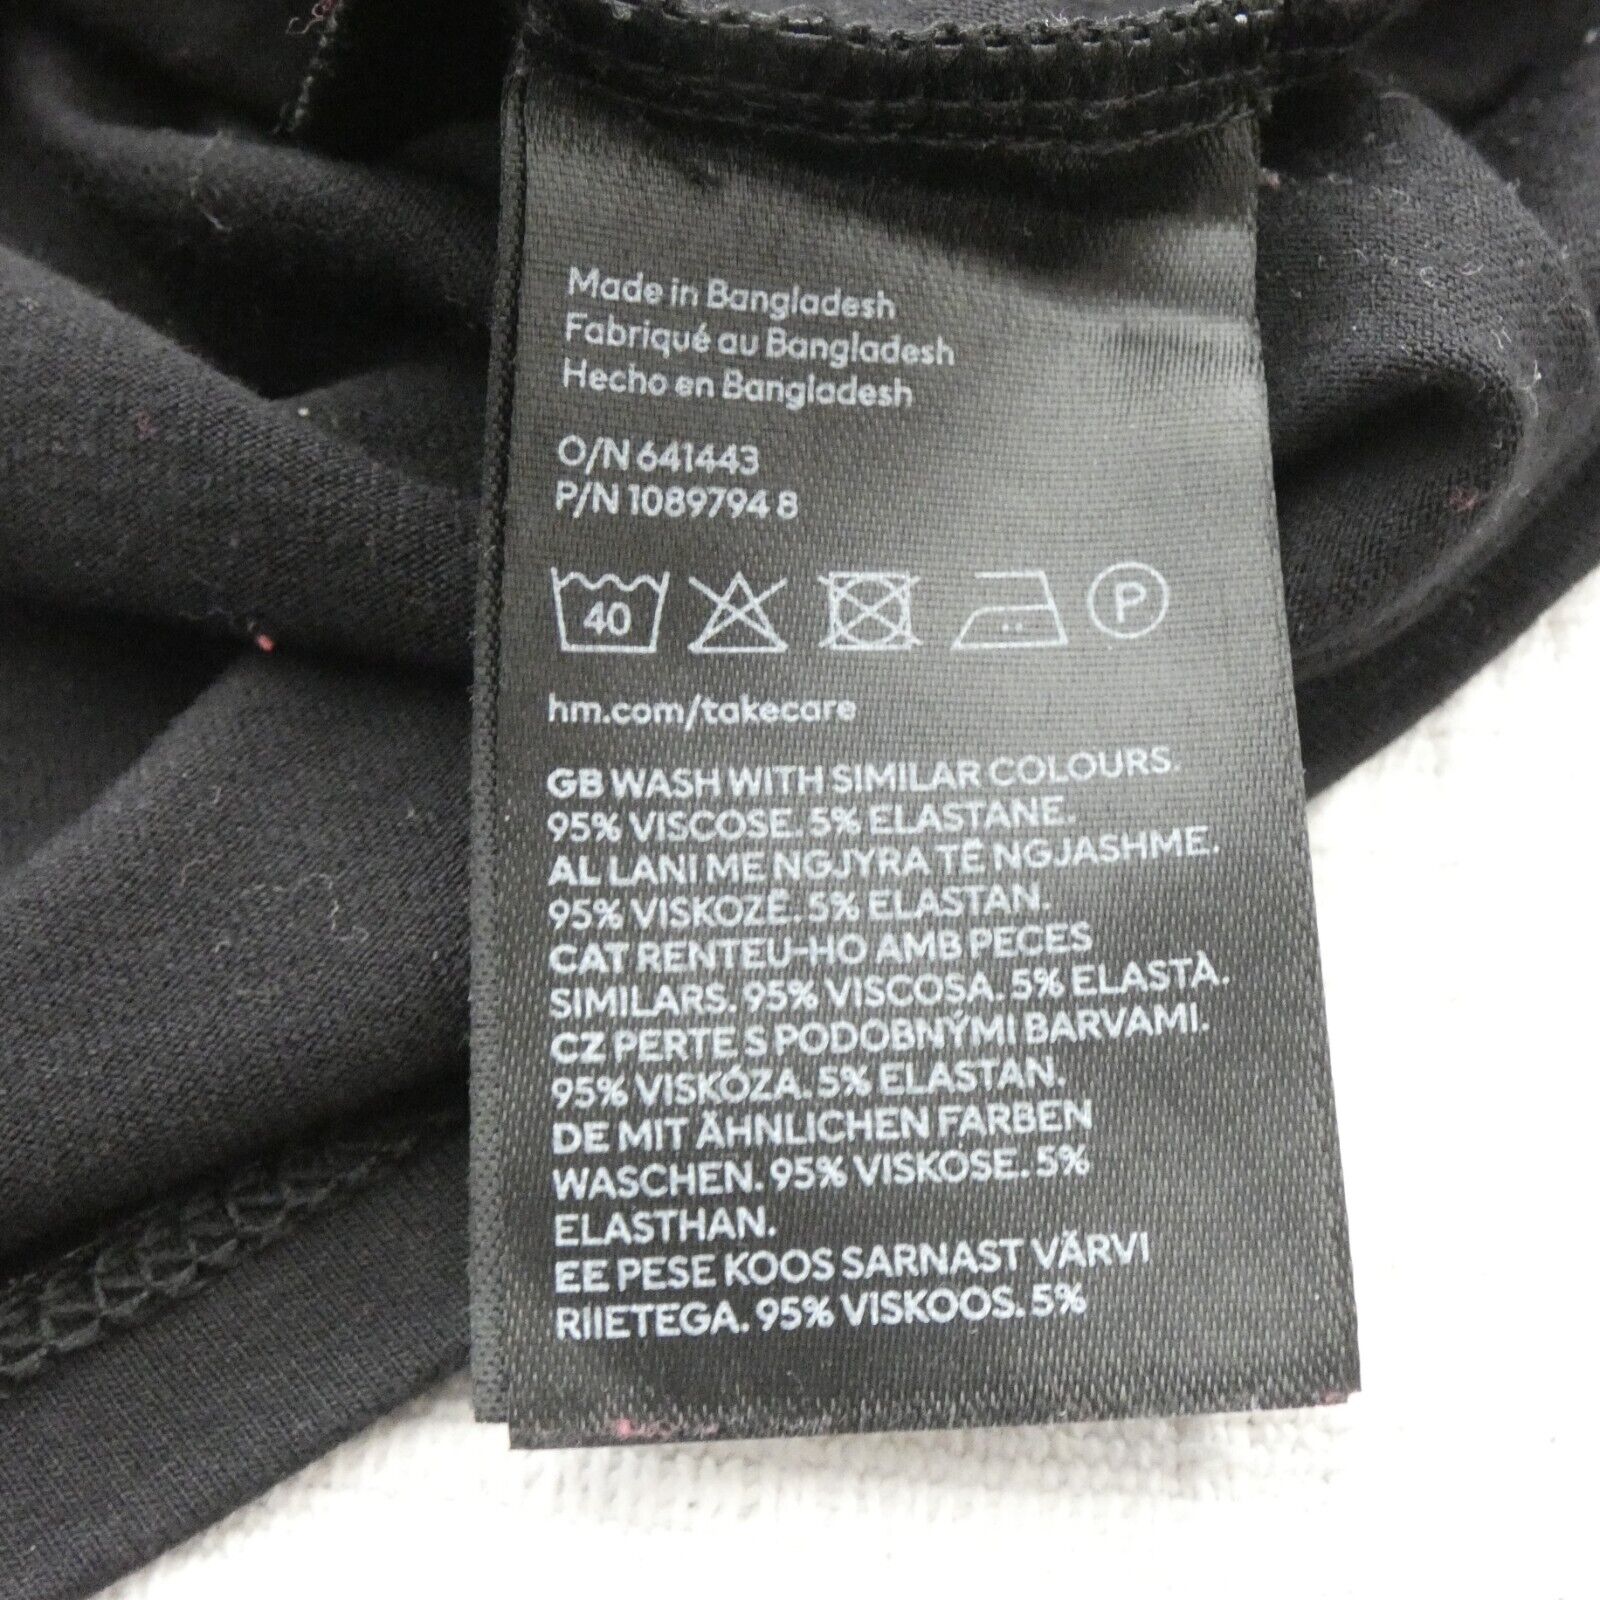 Made in Bangladesh
Fabriqué au Bangladesh
Hecho en Bangladesh
O/N 641443
P/N 1089794 8
40 P
hm.com/takecare
GB WASH WITH SIMILAR COLOURS.
95% VISCOSE. 5% ELASTANE.
AL LANI ME NGJYRA TË NGJASHME.
95% VISKOZË. 5% ELASTAN.
CAT RENTEU-HO AMB PECES
SIMILARS. 95% VISCOSA. 5% ELASTÀ.
CZ PERTE S PODOBNÝMI BARVAMI.
95% VISKÓZA. 5% ELASTAN.
DE MIT ÄHNLICHEN FARBEN
WASCHEN. 95% VISKOSE. 5%
ELASTHAN.
EE PESE KOOS SARNAST VÄRVI
RIIETEGA. 95% VISKOOS. 5%